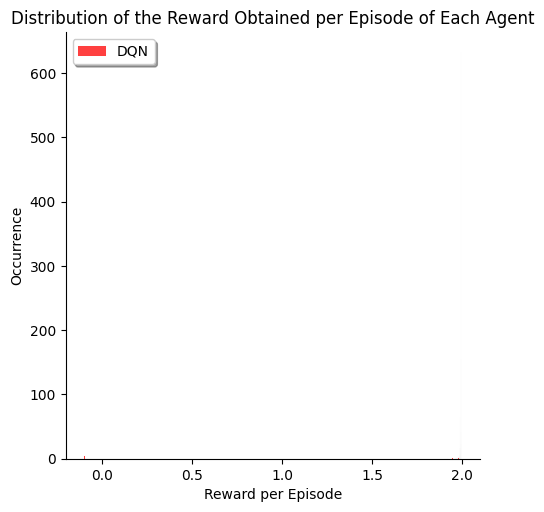 Distribution of the Reward Obtained per Episode of Each Agent
DQN
600
500
400
300
200
100
0
Occurrence
0.0 0.5 1.0 1.5 2.0
Reward per Episode